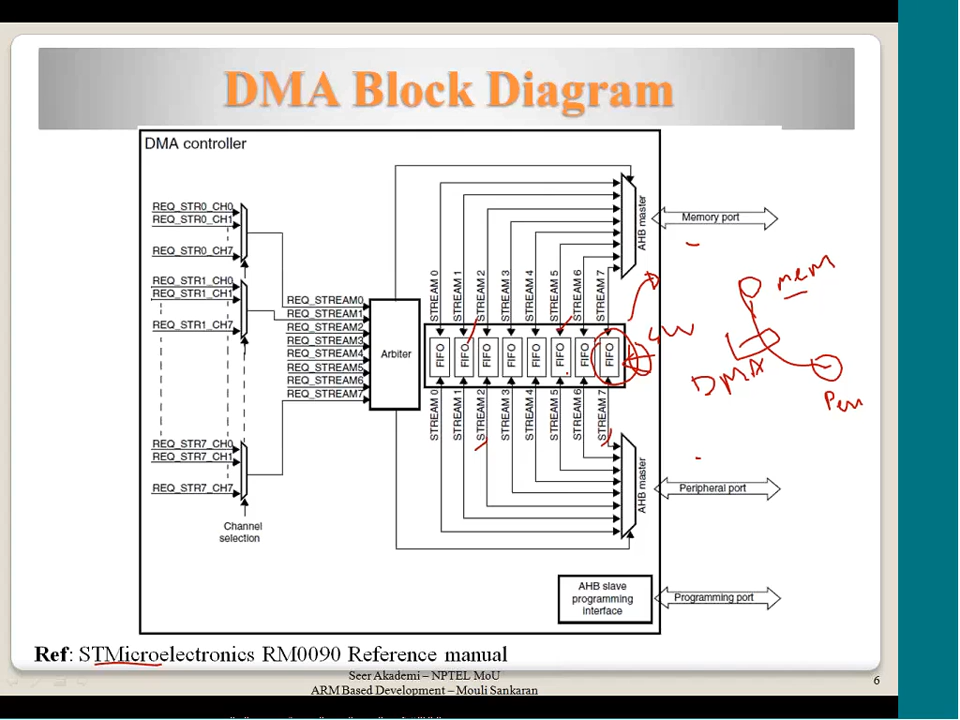 DMA Block Diagram
DMA controller
REQ_STR0_CH0
REQ_STR0_CH1
REQ_STR0_CH7
REQ_STR1_CH0
REQ_STR1_CH1
REQ_STR1_CH7
REQ_STR7_CH0
REQ_STR7_CH1
REQ_STR7_CH7
Channel
selection
REQ_STREAM0
REQ_STREAM1
REQ_STREAM2
REQ_STREAM3
REQ_STREAM4
REQ_STREAM5
REQ_STREAM6
REQ_STREAM7
Arbiter
STREAM 0
STREAM 1
STREAM 2
STREAM 3
STREAM 4
STREAM 5
STREAM 6
STREAM 7
FIFO
FIFO
FIFO
FIFO
FIFO
FIFO
FIFO
FIFO
STREAM 0
STREAM 1
STREAM 2
STREAM 3
STREAM 4
STREAM 5
STREAM 6
STREAM 7
AHB master
Memory port
mem
SW
DMA
Peri
AHB master
Peripheral port
AHB slave
programming
interface
Programming port
Ref: STMicroelectronics RM0090 Reference manual
Seer Akademi – NPTEL MoU
ARM Based Development – Mouli Sankaran
6